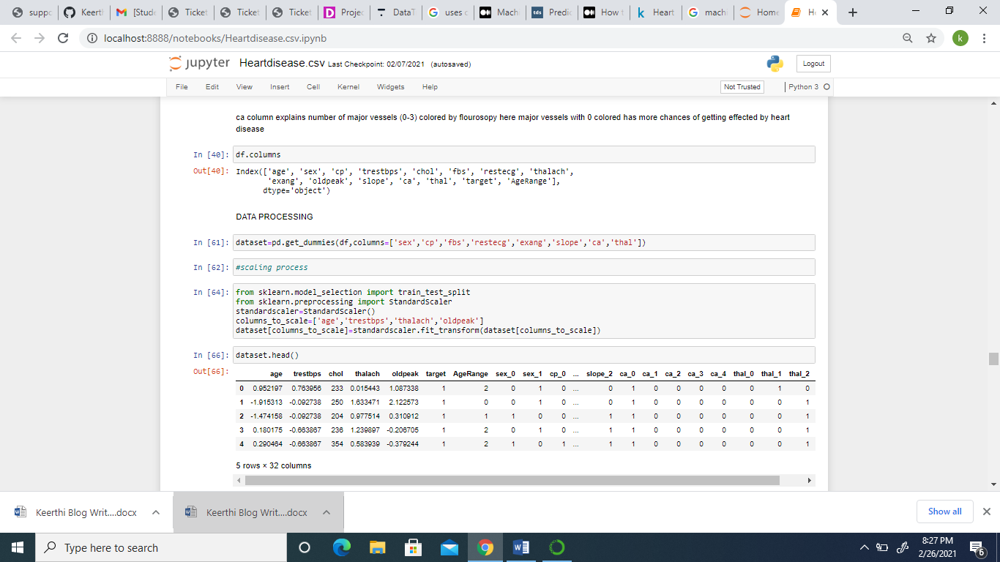 suppo
Keerth
[Stude
Ticket
Ticket
Ticket
Projec
DataT
uses o
Mach
Predic
How t
Heart
mach
Home
He
localhost:8888/notebooks/Heartdisease.csv.ipynb
k
jupyter Heartdisease.csv Last Checkpoint: 02/07/2021 (autosaved)
Logout
File Edit View Insert Cell Kernel Widgets Help
Not Trusted
Python 3
ca column explains number of major vessels (0-3) colored by flourosopy here major vessels with 0 colored has more chances of getting effected by heart
disease
In [40]: df.columns
Out[40]: Index(['age', 'sex', 'cp', 'trestbps', 'chol', 'fbs', 'restecg', 'thalach',
'exang', 'oldpeak', 'slope', 'ca', 'thal', 'target', 'AgeRange'],
dtype='object')
DATA PROCESSING
In [61]: dataset=pd.get_dummies(df,columns=['sex','cp','fbs','restecg','exang','slope','ca','thal'])
In [62]: #scaling process
In [64]: from sklearn.model_selection import train_test_split
from sklearn.preprocessing import StandardScaler
standardscaler=StandardScaler()
columns_to_scale=['age','trestbps','thalach','oldpeak']
dataset[columns_to_scale]=standardscaler.fit_transform(dataset[columns_to_scale])
In [66]: dataset.head()
Out[66]:
age trestbps chol thalach oldpeak target AgeRange sex_0 sex_1 cp_0 ... slope_2 ca_0 ca_1 ca_2 ca_3 ca_4 thal_0 thal_1 thal_2
0 0.952197 0.763956 233 0.015443 1.087338 1 2 0 1 0 ... 0 1 0 0 0 0 0 1 0
1 -1.915313 -0.092738 250 1.633471 2.122573 1 0 0 1 0 ... 0 1 0 0 0 0 0 0 1
2 -1.474158 -0.092738 204 0.977514 0.310912 1 1 1 0 0 ... 1 1 0 0 0 0 0 0 1
3 0.180175 -0.663867 236 1.239897 -0.206705 1 2 0 1 0 ... 1 1 0 0 0 0 0 0 1
4 0.290464 -0.663867 354 0.583939 -0.379244 1 2 1 0 1 ... 1 1 0 0 0 0 0 0 1
5 rows × 32 columns
Keerthi Blog Writ....docx
Keerthi Blog Writ....docx
Show all
Type here to search
8:27 PM
2/26/2021
6